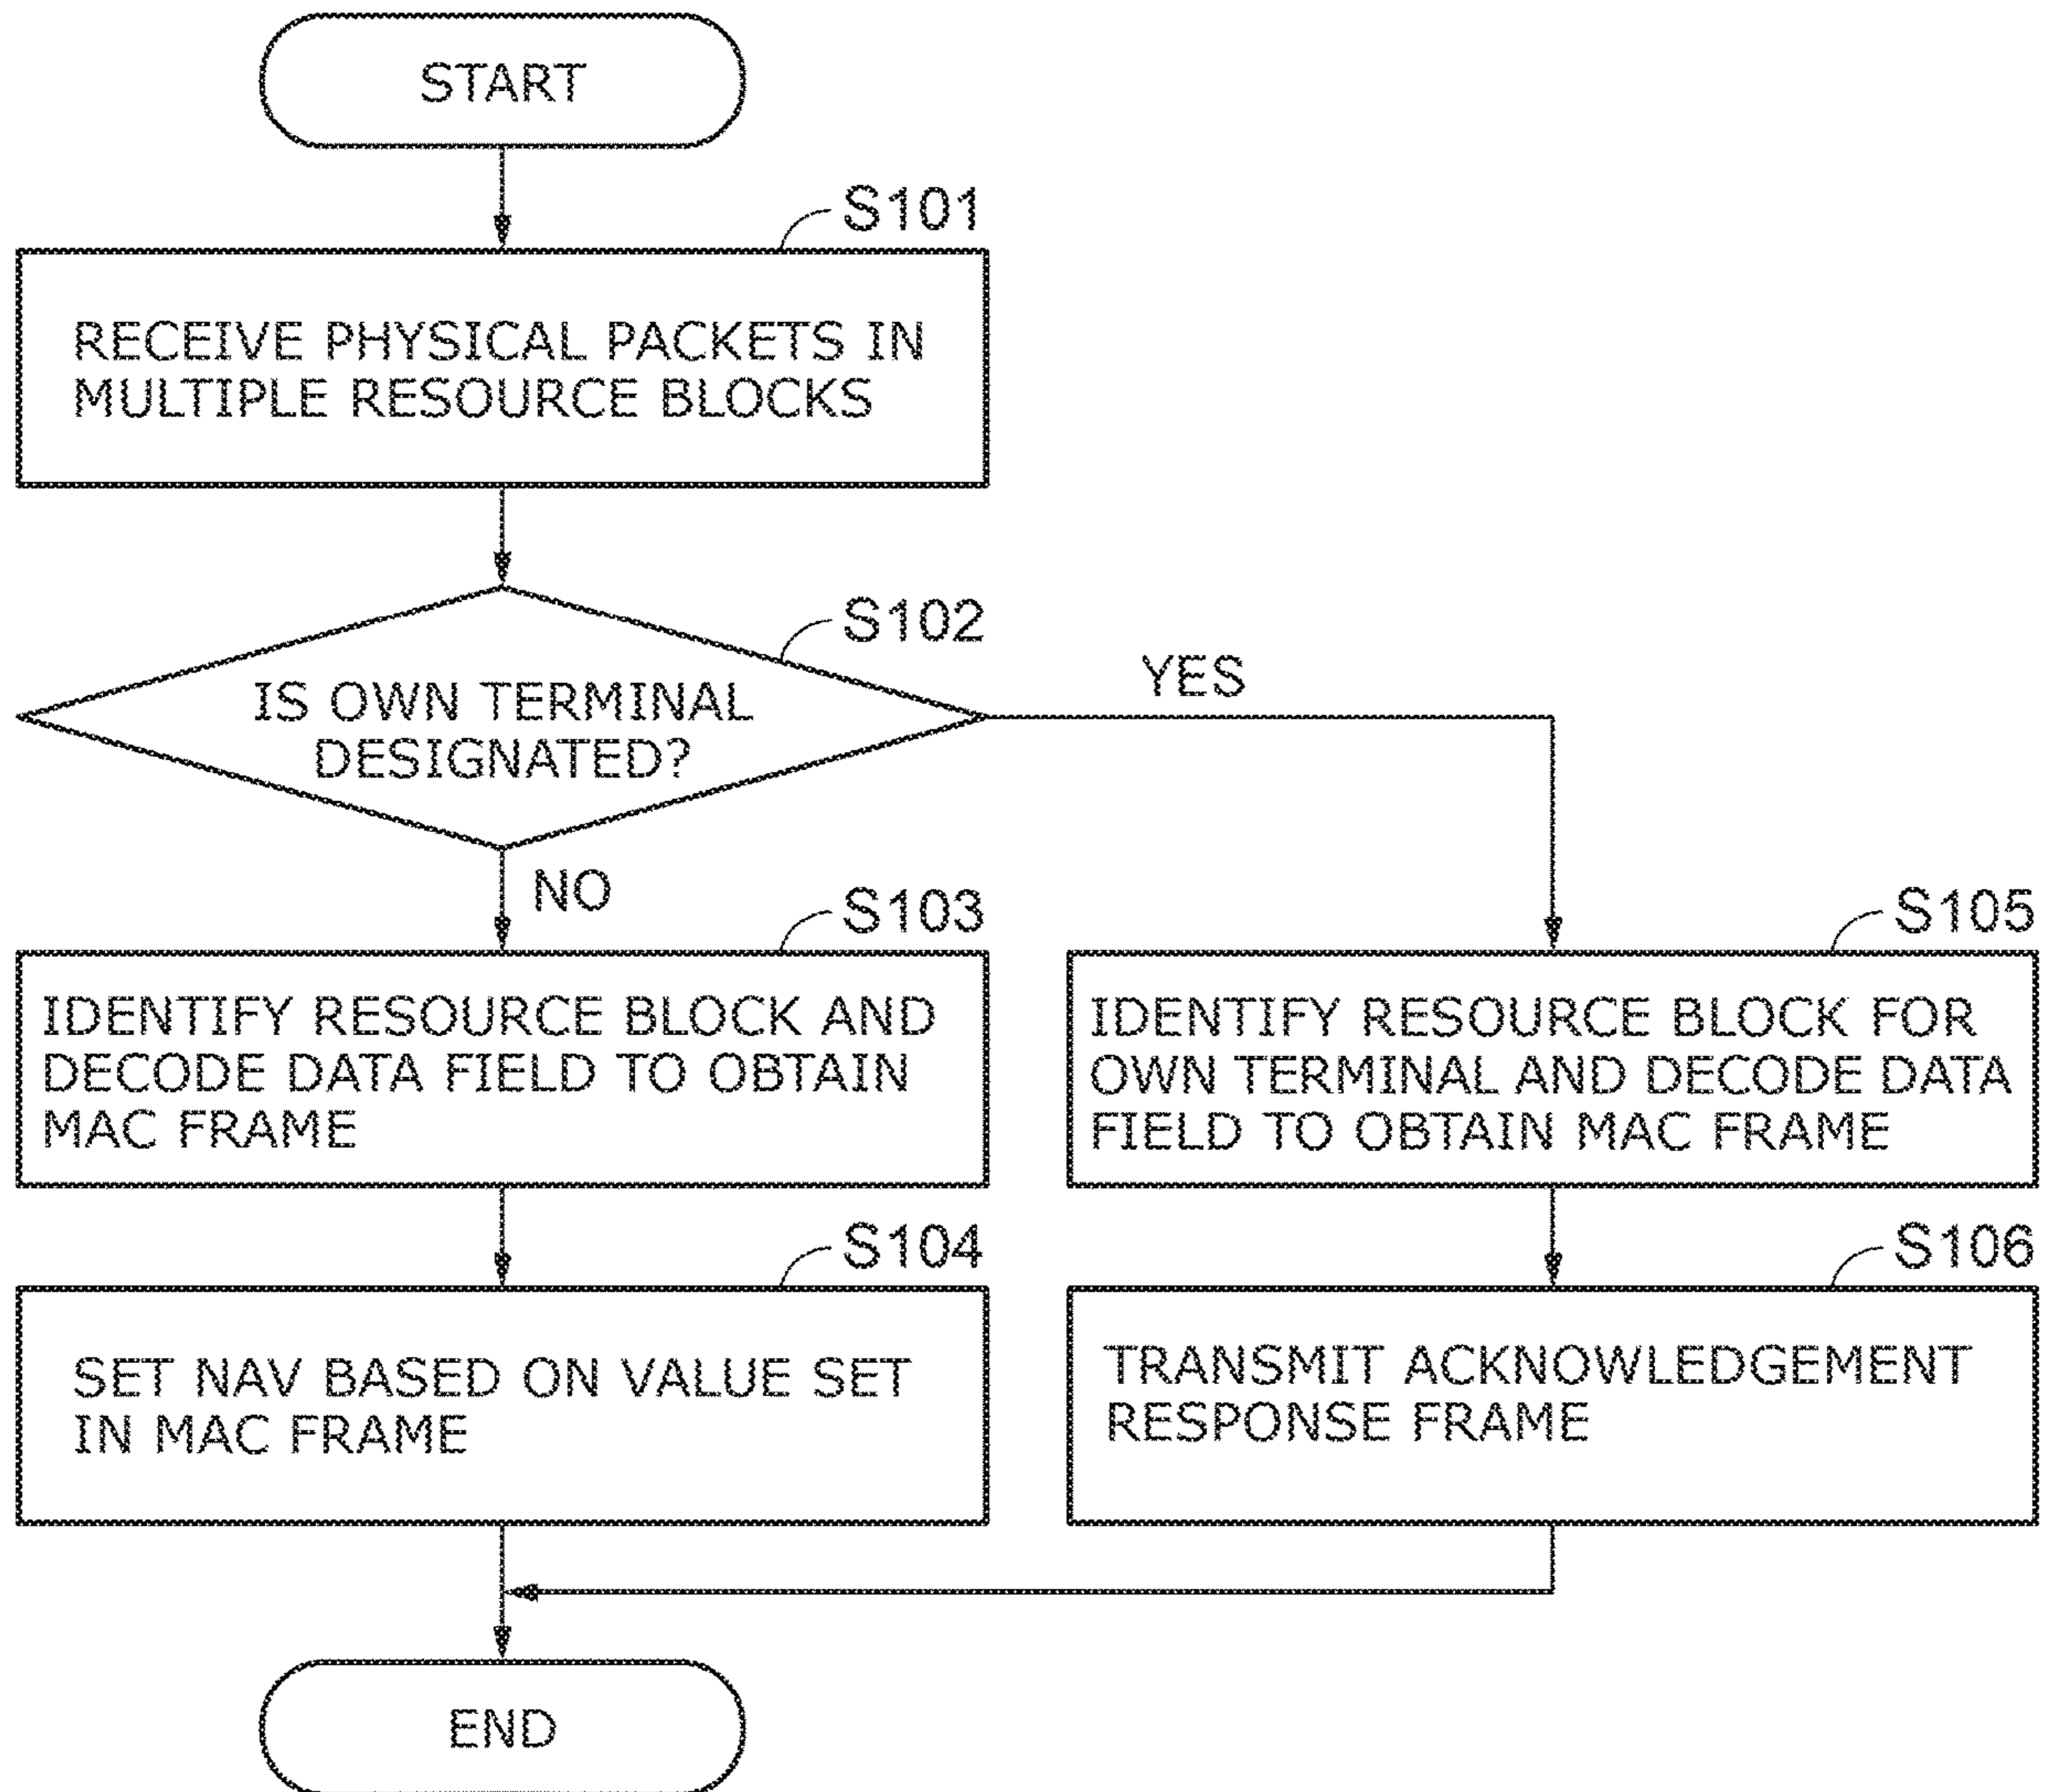 START
S101
RECEIVE PHYSICAL PACKETS IN
MULTIPLE RESOURCE BLOCKS
S102
IS OWN TERMINAL
DESIGNATED?
YES
NO
S103
IDENTIFY RESOURCE BLOCK AND
DECODE DATA FIELD TO OBTAIN
MAC FRAME
S105
IDENTIFY RESOURCE BLOCK FOR
OWN TERMINAL AND DECODE DATA
FIELD TO OBTAIN MAC FRAME
S104
SET NAV BASED ON VALUE SET
IN MAC FRAME
S106
TRANSMIT ACKNOWLEDGEMENT
RESPONSE FRAME
END